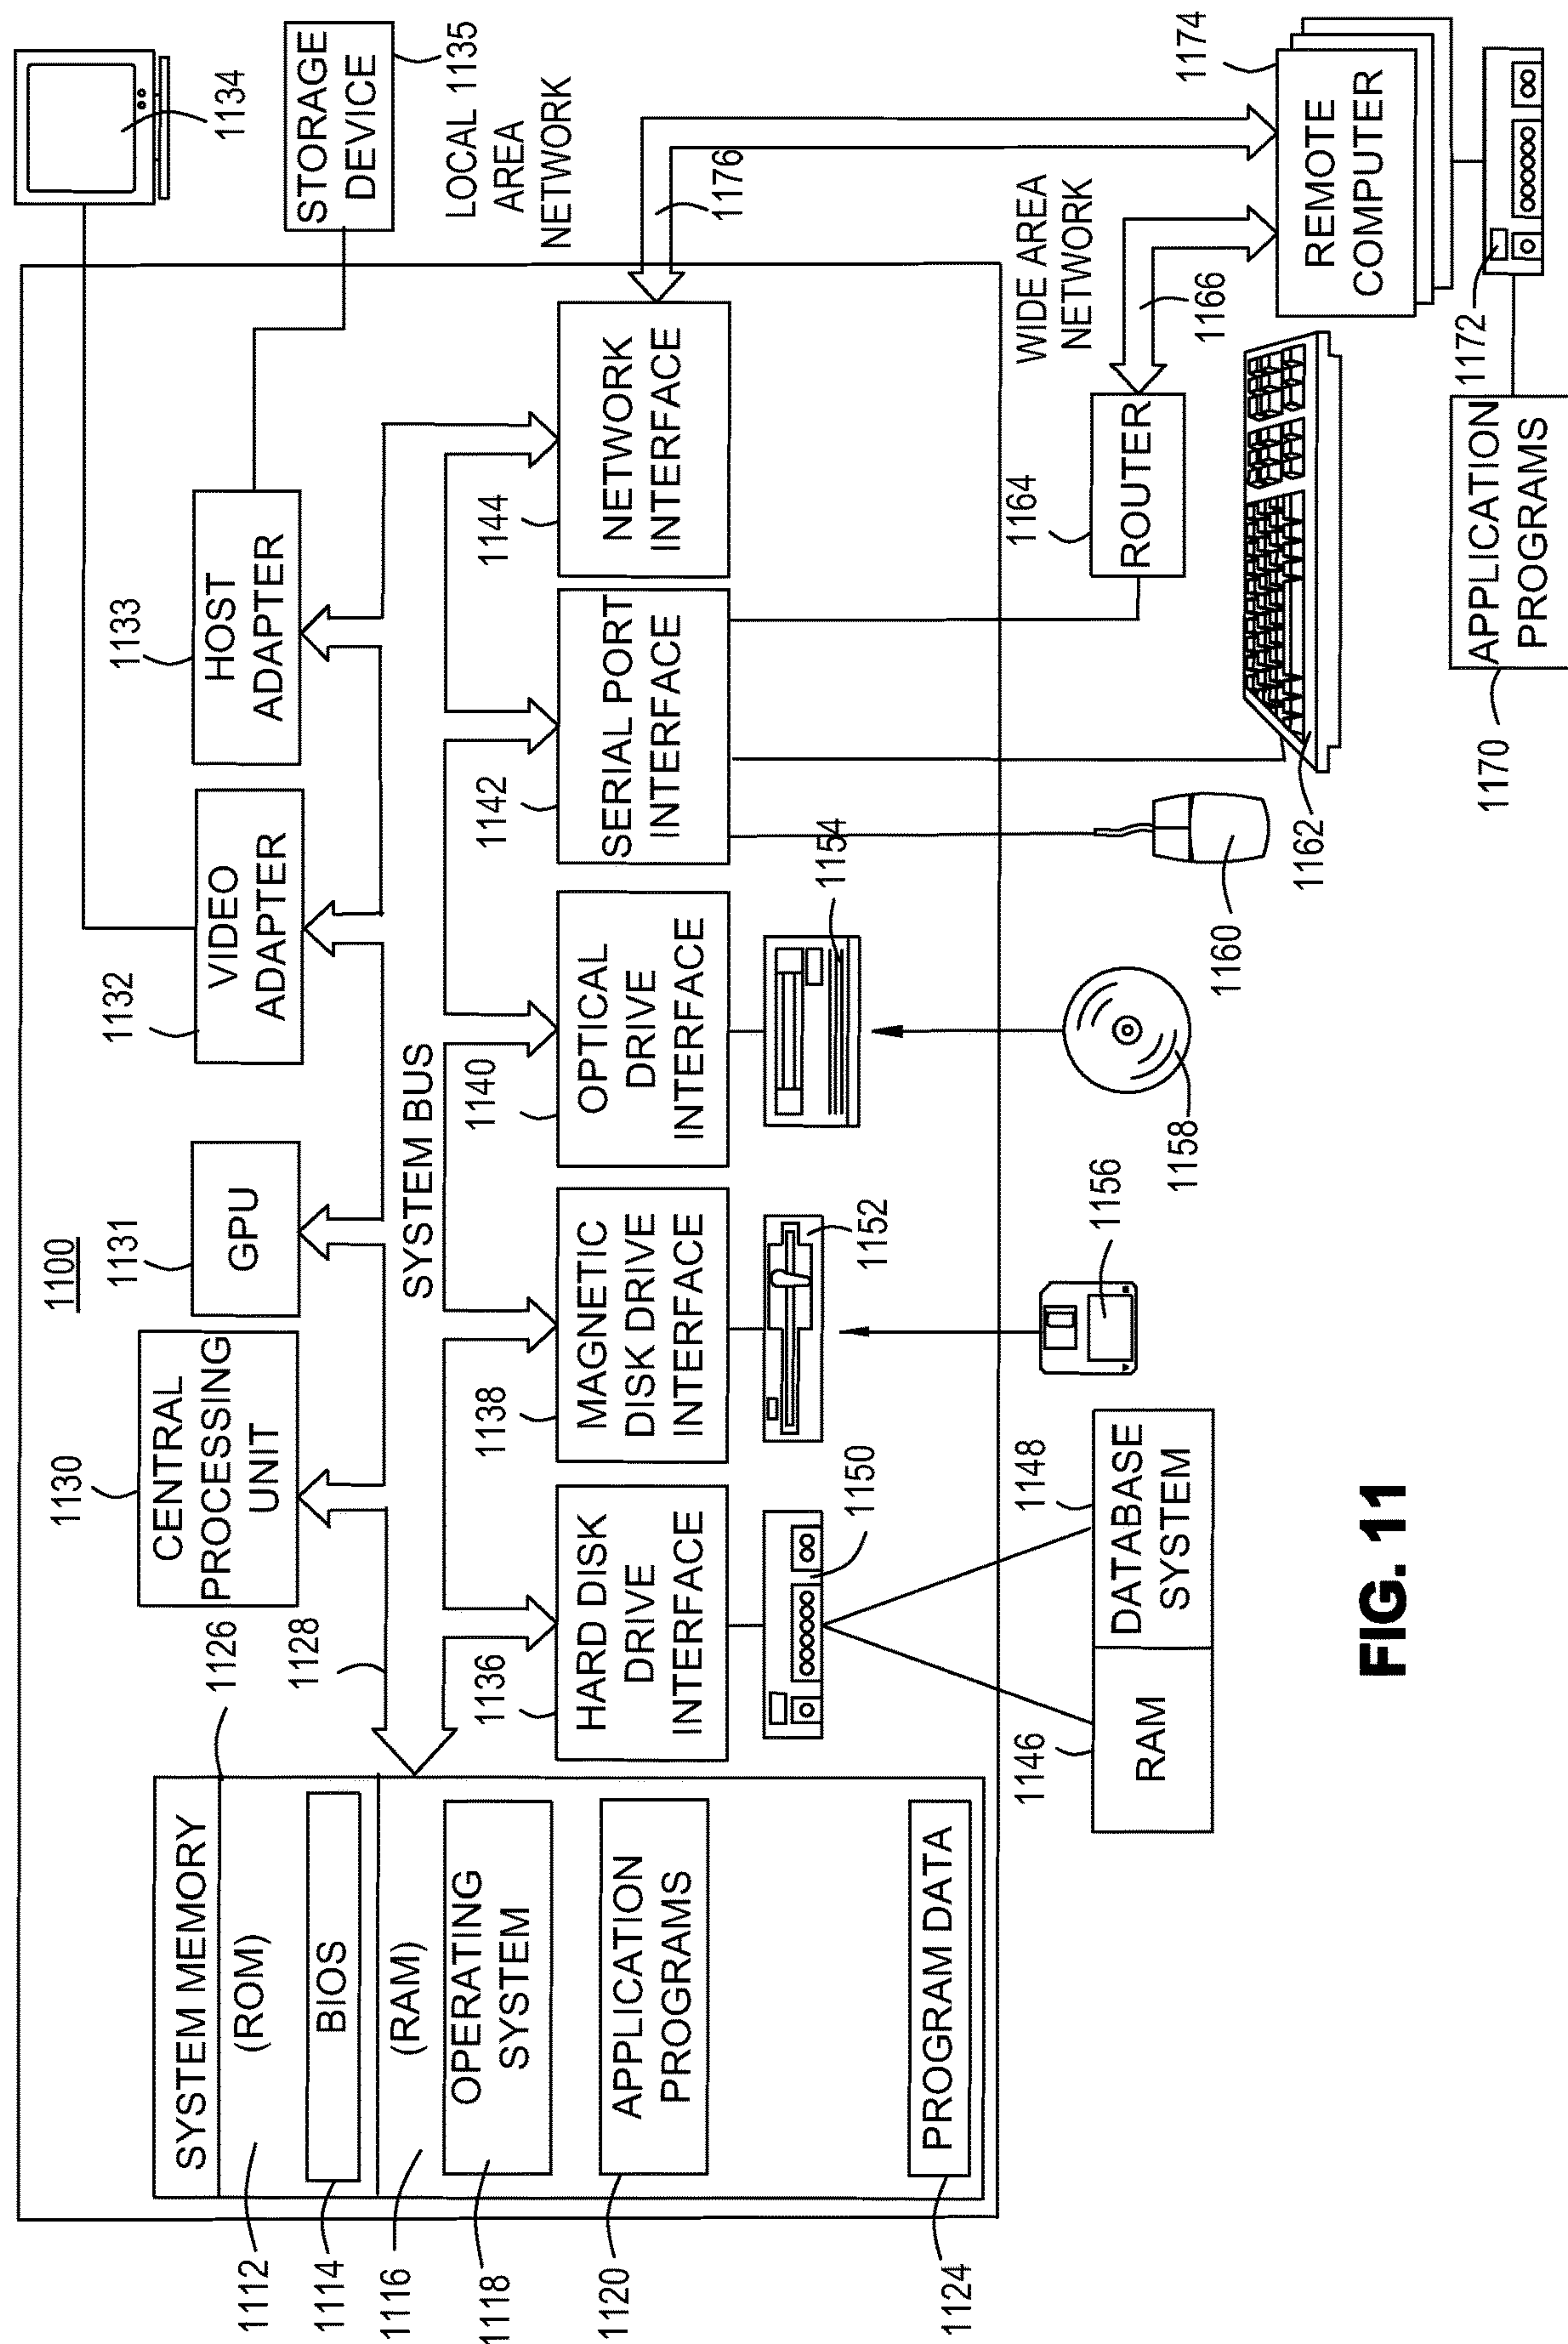 1100
1134
STORAGE
DEVICE
1135
LOCAL
AREA
NETWORK
1130
CENTRAL
PROCESSING
UNIT
1131
GPU
1132
VIDEO
ADAPTER
1133
HOST
ADAPTER
1126
1128
SYSTEM BUS
SYSTEM MEMORY
1112
(ROM)
1114
BIOS
1116
(RAM)
1118
OPERATING
SYSTEM
1120
APPLICATION
PROGRAMS
1124
PROGRAM DATA
1136
HARD DISK
DRIVE
INTERFACE
1138
MAGNETIC
DISK DRIVE
INTERFACE
1140
OPTICAL
DRIVE
INTERFACE
1142
SERIAL PORT
INTERFACE
1144
NETWORK
INTERFACE
1176
1150
1152
1154
WIDE AREA
NETWORK
1146
RAM
1148
DATABASE
SYSTEM
1156
1158
1160
1162
1164
ROUTER
1166
1174
REMOTE
COMPUTER
1172
1170
APPLICATION
PROGRAMS
FIG. 11